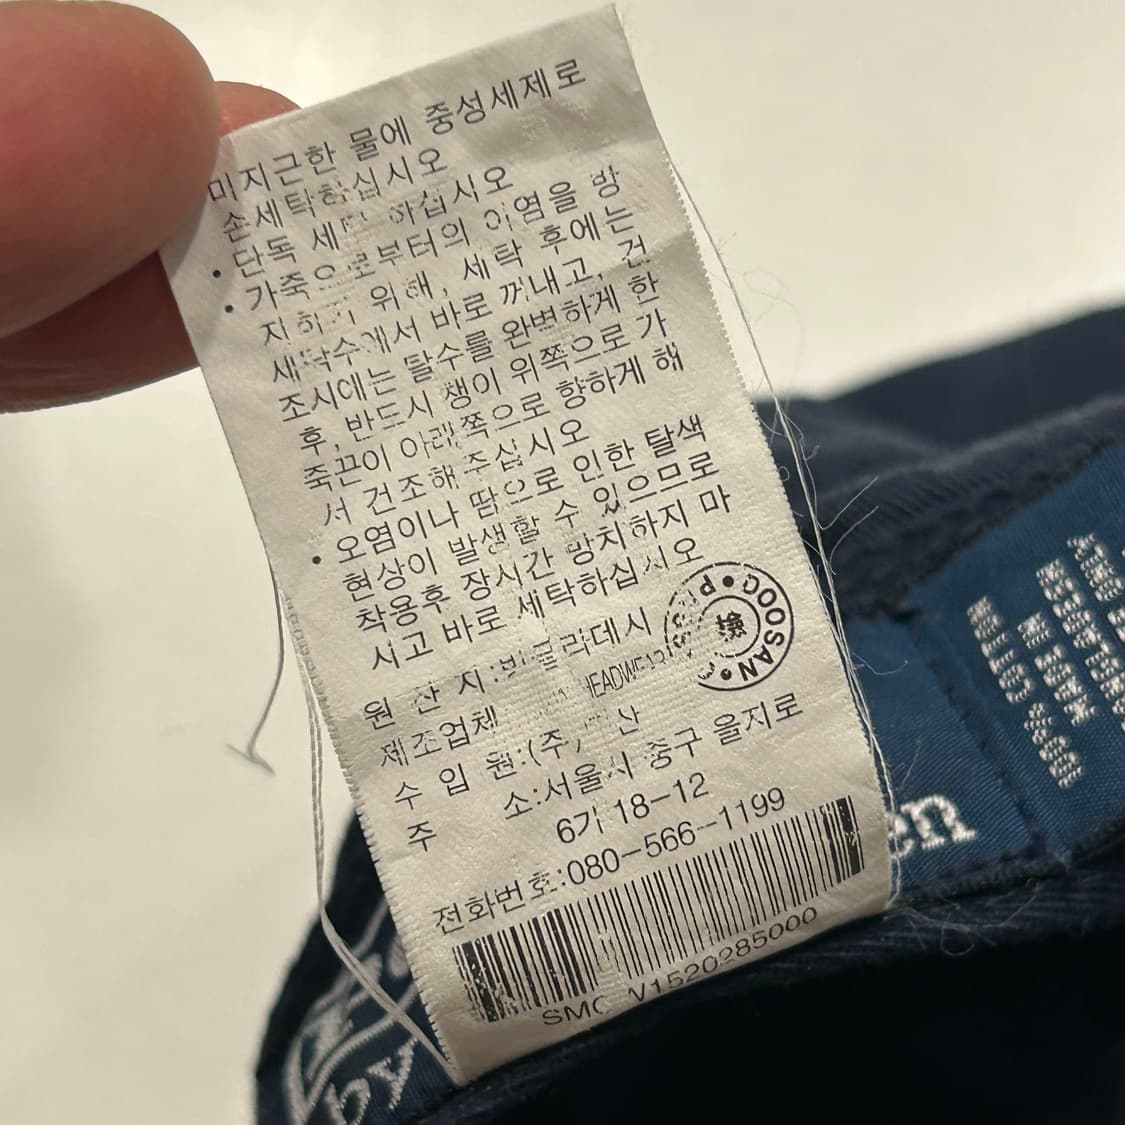 미지근한 물에 중성세제로
손세탁하십시오
• 단독 세탁 하십시오
• 가죽으로부터의 이염을 방
지하기 위해, 세탁 후에는
세탁수에서 바로 꺼내고, 건
조시에는 탈수를 완벽하게 한
후, 반드시 챙이 위쪽으로 가
죽끈이 아래쪽으로 향하게 해
서 건조해주십시오
• 오염이나 땀으로 인한 탈색
현상이 발생할 수 있으므로
착용후 장시간 방치하지 마
시고 바로 세탁하십시오
원 산 지:방글라데시
제조업체 HEADWEAR
수 입 원:(주) 산
주 소:서울시 중구 을지로
6가 18-12
전화번호:080-566-1199
V1520285000
DOOSAN
100% COTTON
en